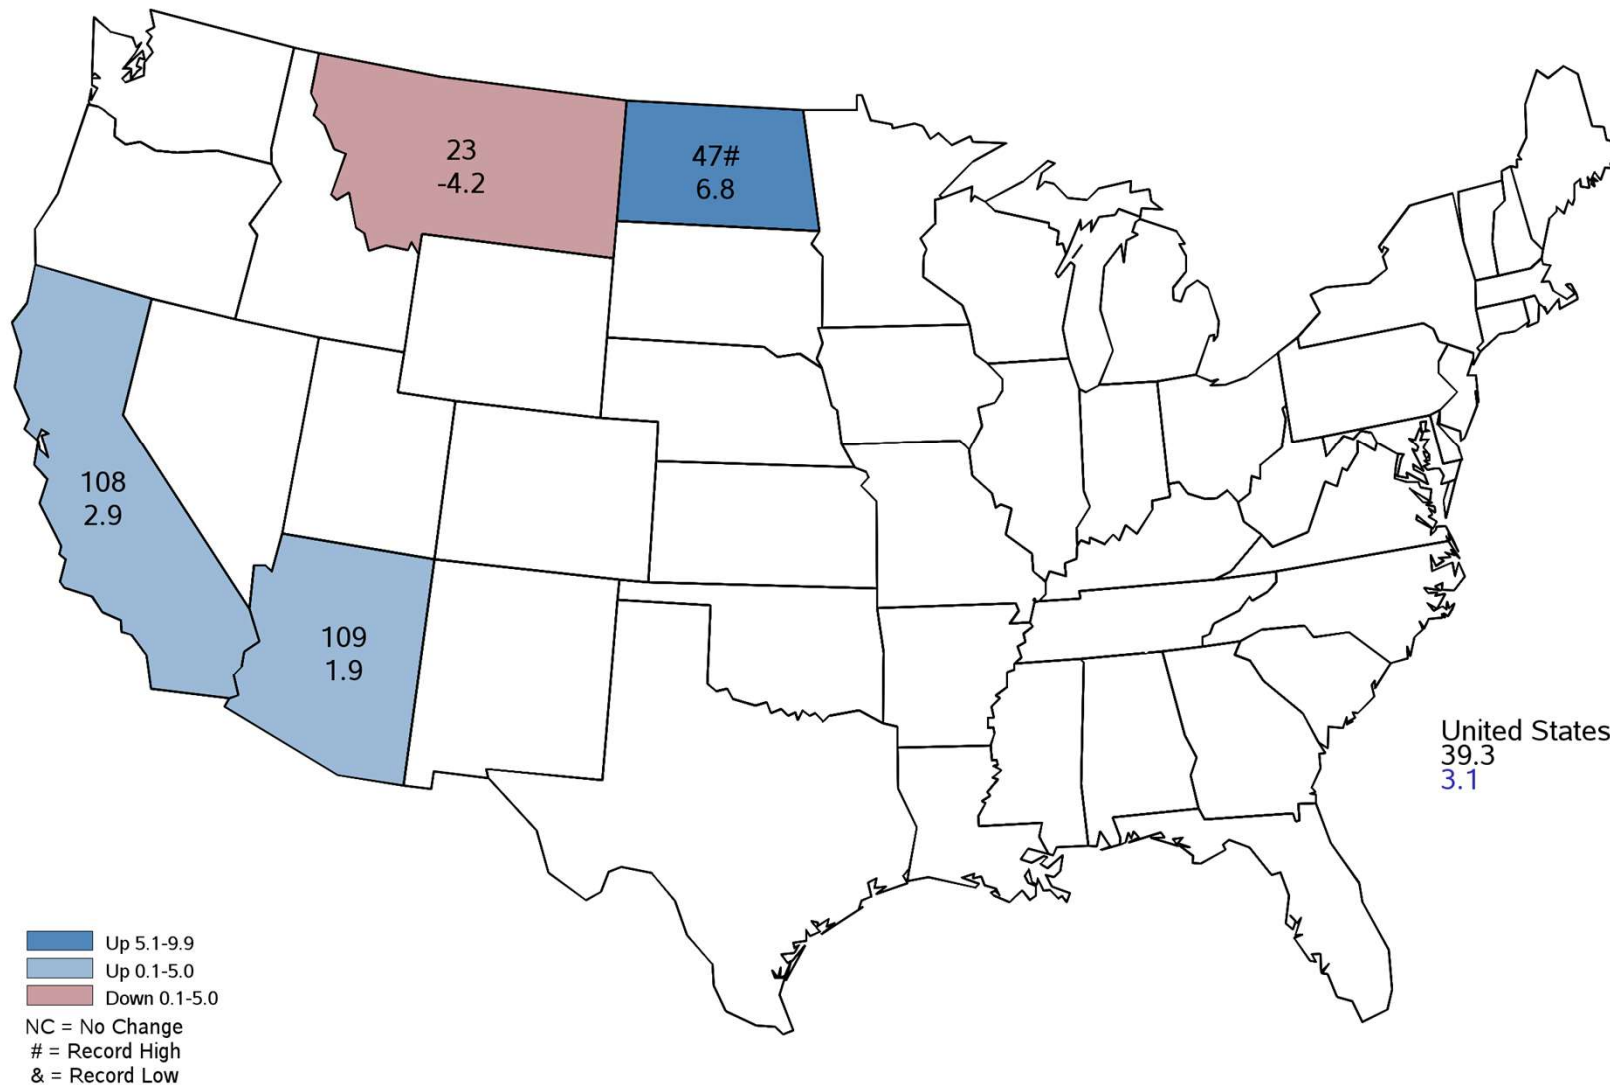 23
-4.2
47#
6.8
108
2.9
109
1.9
United States
39.3
3.1
Up 5.1-9.9
Up 0.1-5.0
Down 0.1-5.0
NC = No Change
# = Record High
& = Record Low